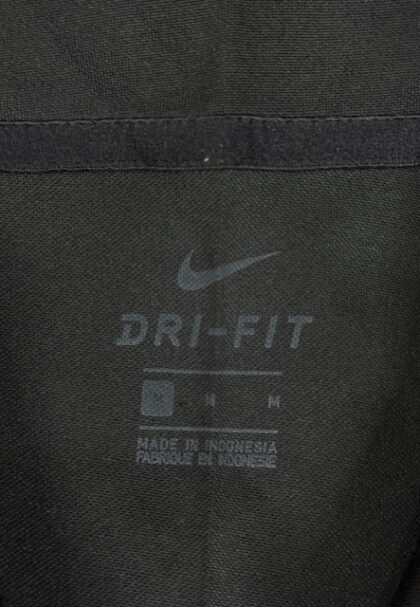 DRI-FIT
M M M
MADE IN INDONESIA
FABRIQUE EN INDONESIE